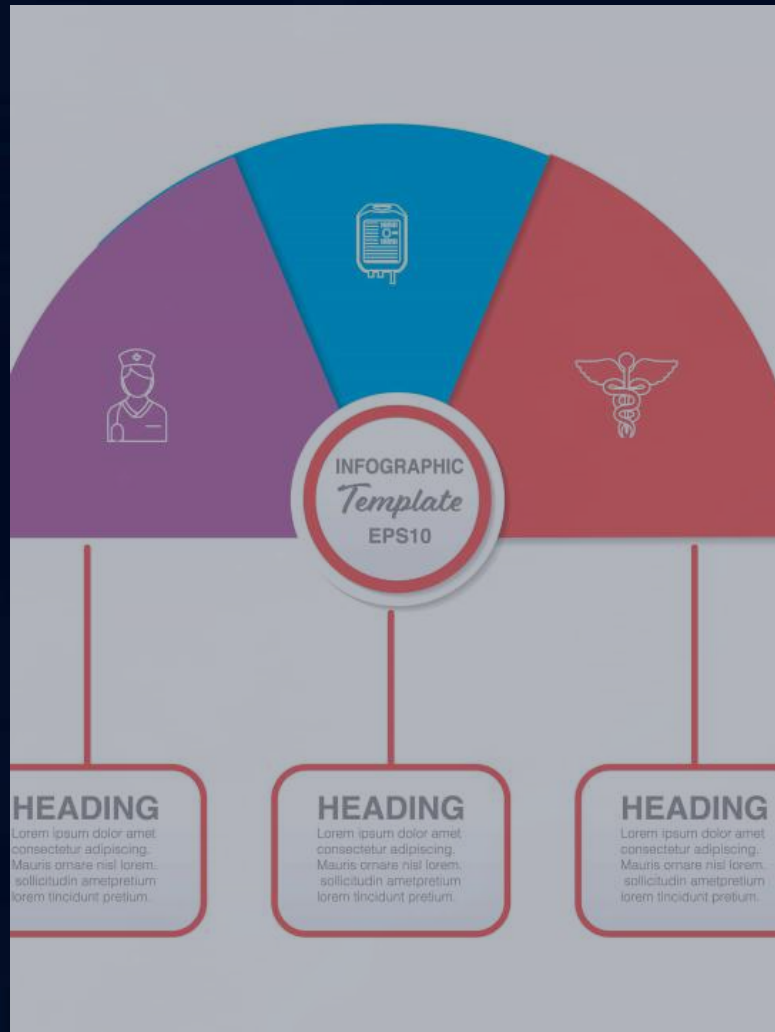 INFOGRAPHIC
Template
EPS10
HEADING
Lorem ipsum dolor amet
consectetur adipiscing.
Mauris ornare nisl lorem.
sollicitudin ametpretium
lorem tincidunt pretium.
HEADING
Lorem ipsum dolor amet
consectetur adipiscing.
Mauris ornare nisl lorem.
sollicitudin ametpretium
lorem tincidunt pretium.
HEADING
Lorem ipsum dolor amet
consectetur adipiscing.
Mauris ornare nisl lorem.
sollicitudin ametpretium
lorem tincidunt pretium.